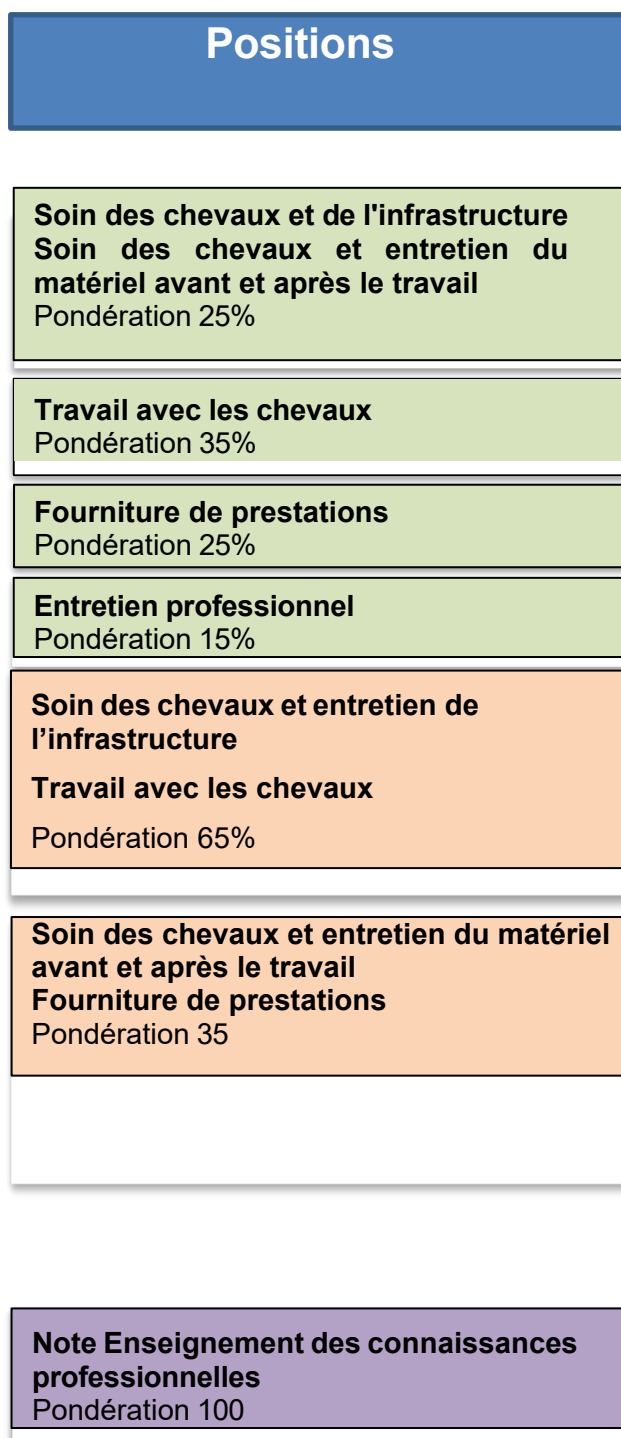 Positions
Soin des chevaux et de l'infrastructure
Soin des chevaux et entretien du
matériel avant et après le travail
Pondération 25%
Travail avec les chevaux
Pondération 35%
Fourniture de prestations
Pondération 25%
Entretien professionnel
Pondération 15%
Soin des chevaux et entretien de
l’infrastructure
Travail avec les chevaux
Pondération 65%
Soin des chevaux et entretien du matériel
avant et après le travail
Fourniture de prestations
Pondération 35
Note Enseignement des connaissances
professionnelles
Pondération 100